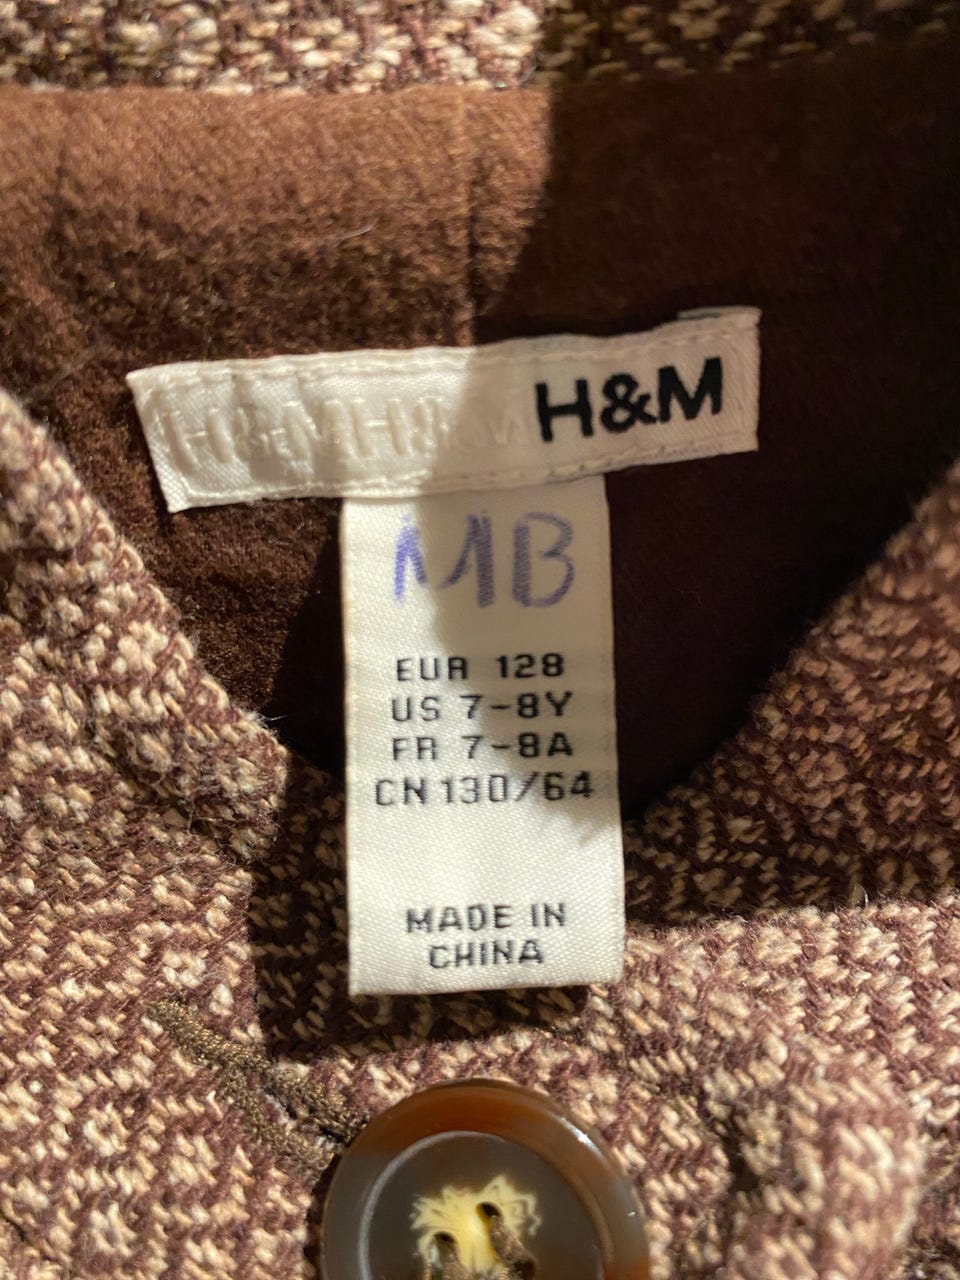 H&M H&M H&M
MB
EUR 128
US 7-8Y
FR 7-8A
CN 130/64
MADE IN
CHINA